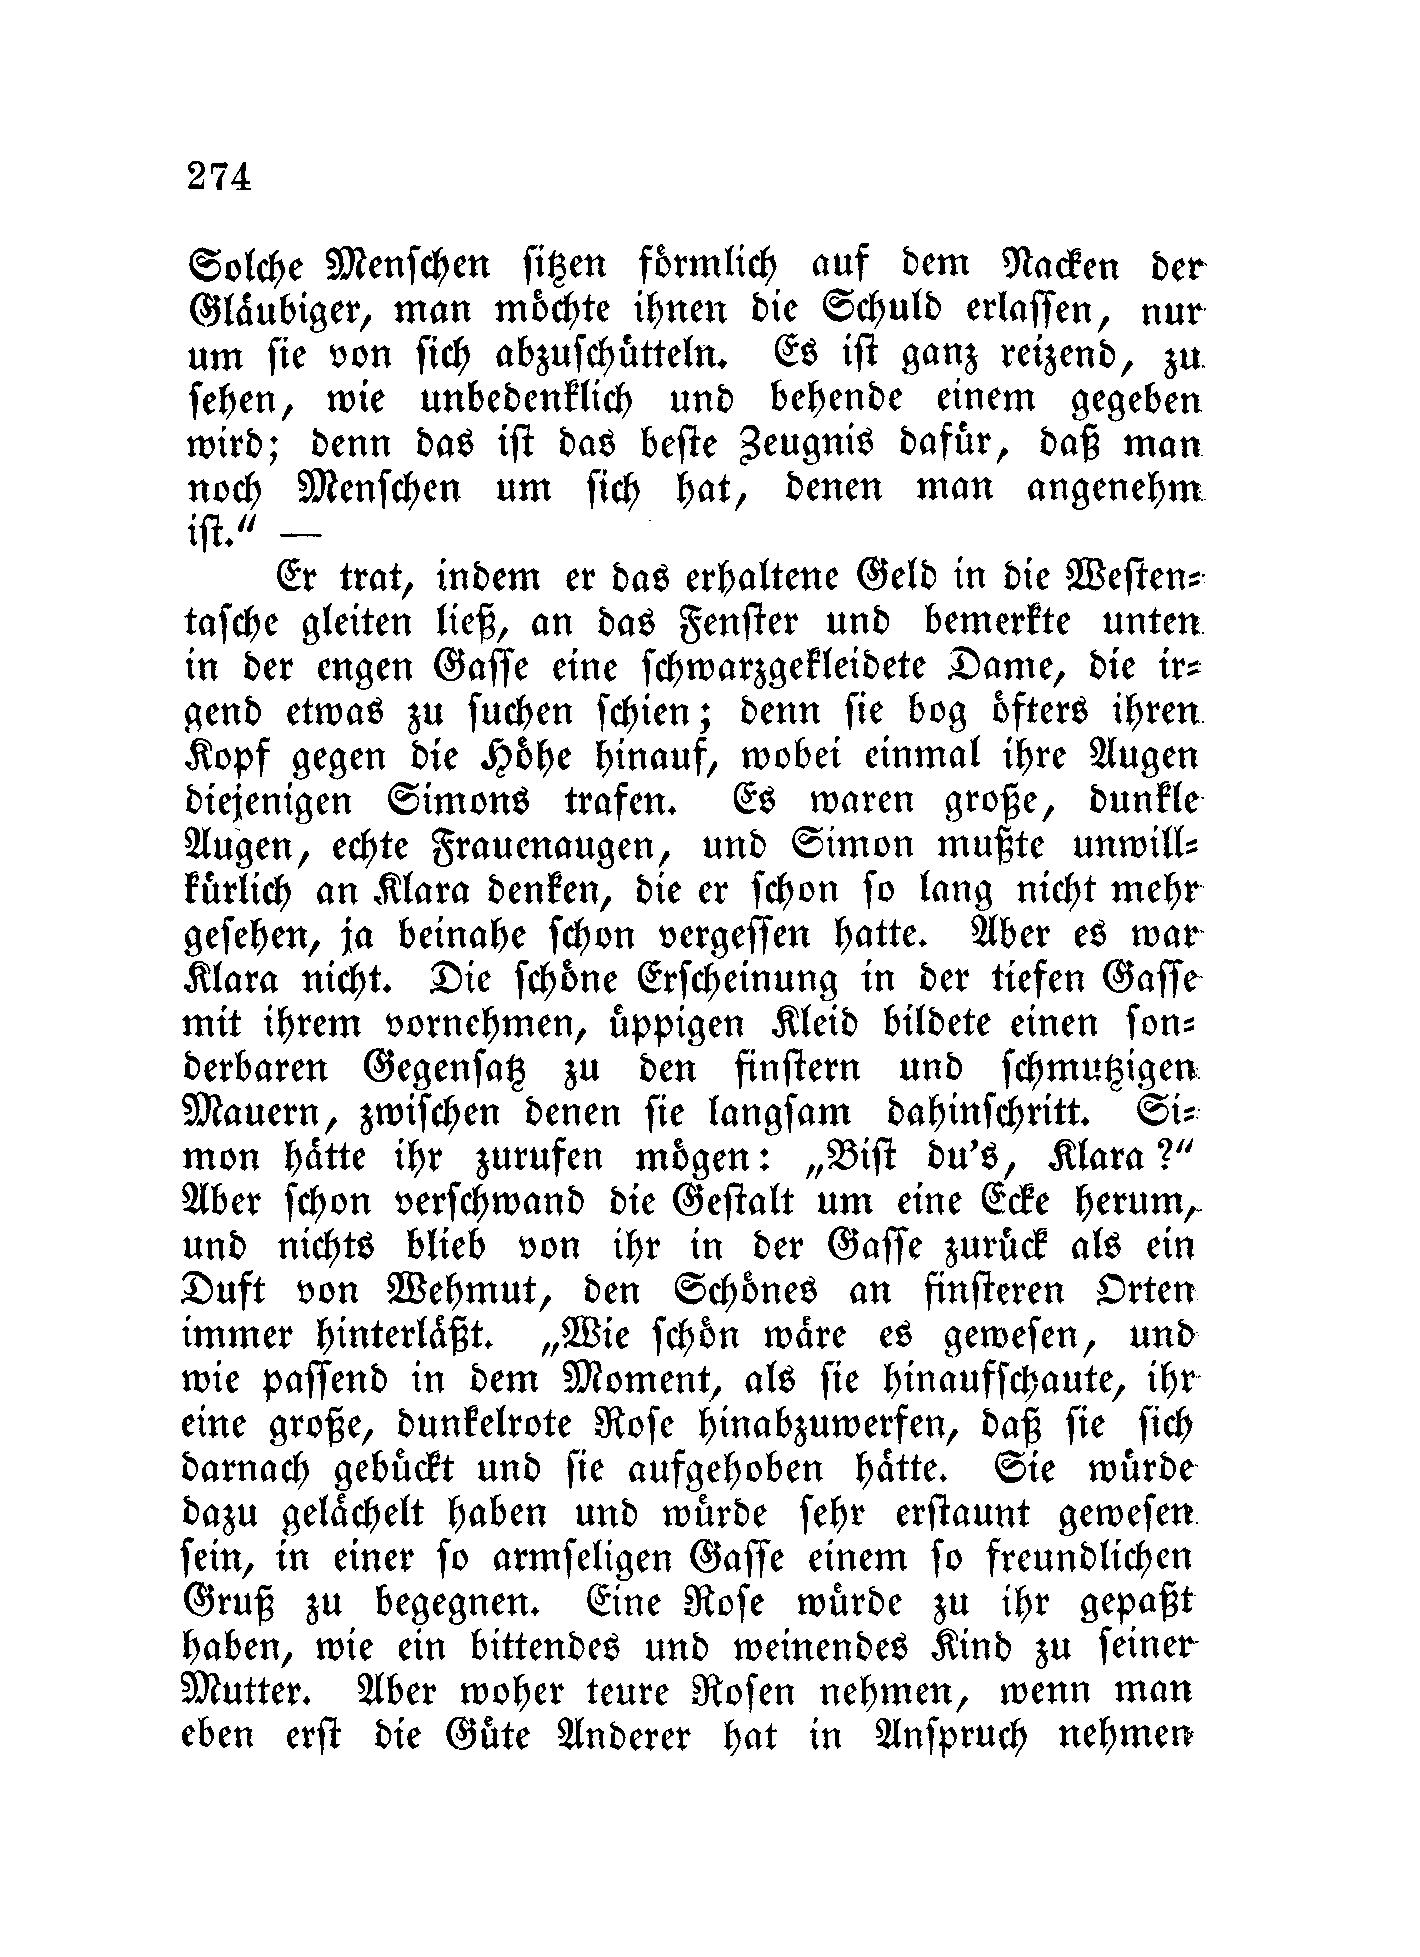 274
Solche Menschen sitzen förmlich auf dem Nacken der
Gläubiger, man möchte ihnen die Schuld erlassen, nur
um sie von sich abzuschütteln. Es ist ganz reizend, zu
sehen, wie unbedenklich und behende einem gegeben
wird; denn das ist das beste Zeugnis dafür, daß man
noch Menschen um sich hat, denen man angenehm
ist.“ —
Er trat, indem er das erhaltene Geld in die Westen-
tasche gleiten ließ, an das Fenster und bemerkte unten
in der engen Gasse eine schwarzgekleidete Dame, die ir-
gend etwas zu suchen schien; denn sie bog öfters ihren
Kopf gegen die Höhe hinauf, wobei einmal ihre Augen
diejenigen Simons trafen. Es waren große, dunkle
Augen, echte Frauenaugen, und Simon mußte unwill-
kürlich an Klara denken, die er schon so lang nicht mehr
gesehen, ja beinahe schon vergessen hatte. Aber es war
Klara nicht. Die schöne Erscheinung in der tiefen Gasse
mit ihrem vornehmen, üppigen Kleid bildete einen son-
derbaren Gegensatz zu den finstern und schmutzigen
Mauern, zwischen denen sie langsam dahinschritt. Si-
mon hätte ihr zurufen mögen: „Bist du's, Klara?“
Aber schon verschwand die Gestalt um eine Ecke herum,
und nichts blieb von ihr in der Gasse zurück als ein
Duft von Wehmut, den Schönes an finsteren Orten
immer hinterläßt. „Wie schön wäre es gewesen, und
wie passend in dem Moment, als sie hinaufschaute, ihr
eine große, dunkelrote Rose hinabzuwerfen, daß sie sich
darnach gebückt und sie aufgehoben hätte. Sie würde
dazu gelächelt haben und würde sehr erstaunt gewesen
sein, in einer so armseligen Gasse einem so freundlichen
Gruß zu begegnen. Eine Rose würde zu ihr gepaßt
haben, wie ein bittendes und weinendes Kind zu seiner
Mutter. Aber woher teure Rosen nehmen, wenn man
eben erst die Güte Anderer hat in Anspruch nehmen